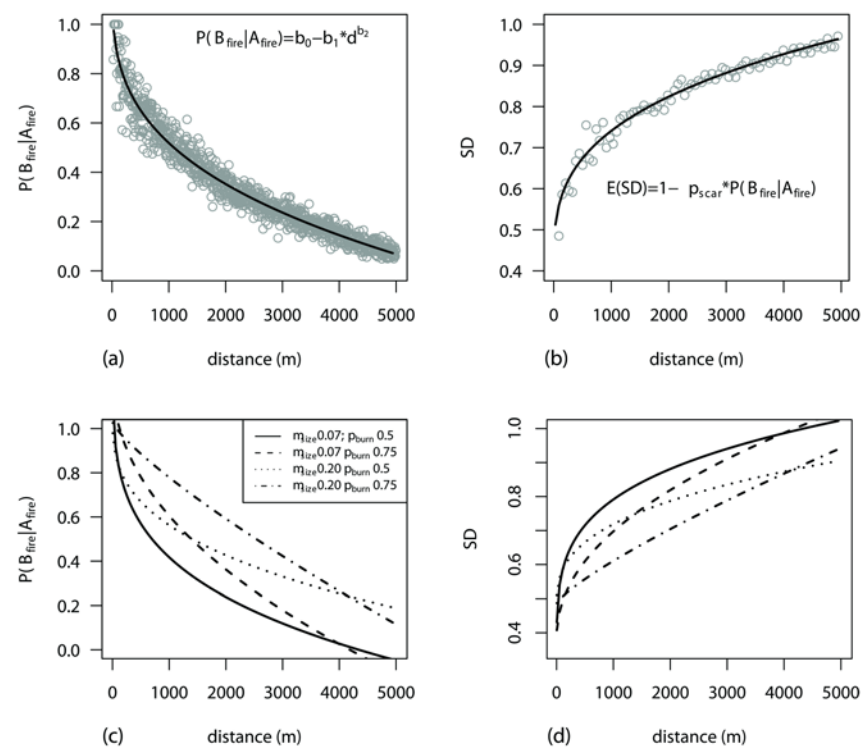 P(B_fire|A_fire)=b_0−b_1*d^b_2
P(B_fire|A_fire)
1.0
0.8
0.6
0.4
0.2
0.0
0 1000 2000 3000 4000 5000
(a) distance (m)
E(SD)=1− p_scar*P(B_fire|A_fire)
SD
1.0
0.9
0.8
0.7
0.6
0.5
0.4
0 1000 2000 3000 4000 5000
(b) distance (m)
m_size 0.07; p_burn 0.5
m_size 0.07 p_burn 0.75
m_size 0.20 p_burn 0.5
m_size 0.20 p_burn 0.75
P(B_fire|A_fire)
1.0
0.8
0.6
0.4
0.2
0.0
0 1000 2000 3000 4000 5000
(c) distance (m)
SD
1.0
0.8
0.6
0.4
0 1000 2000 3000 4000 5000
(d) distance (m)